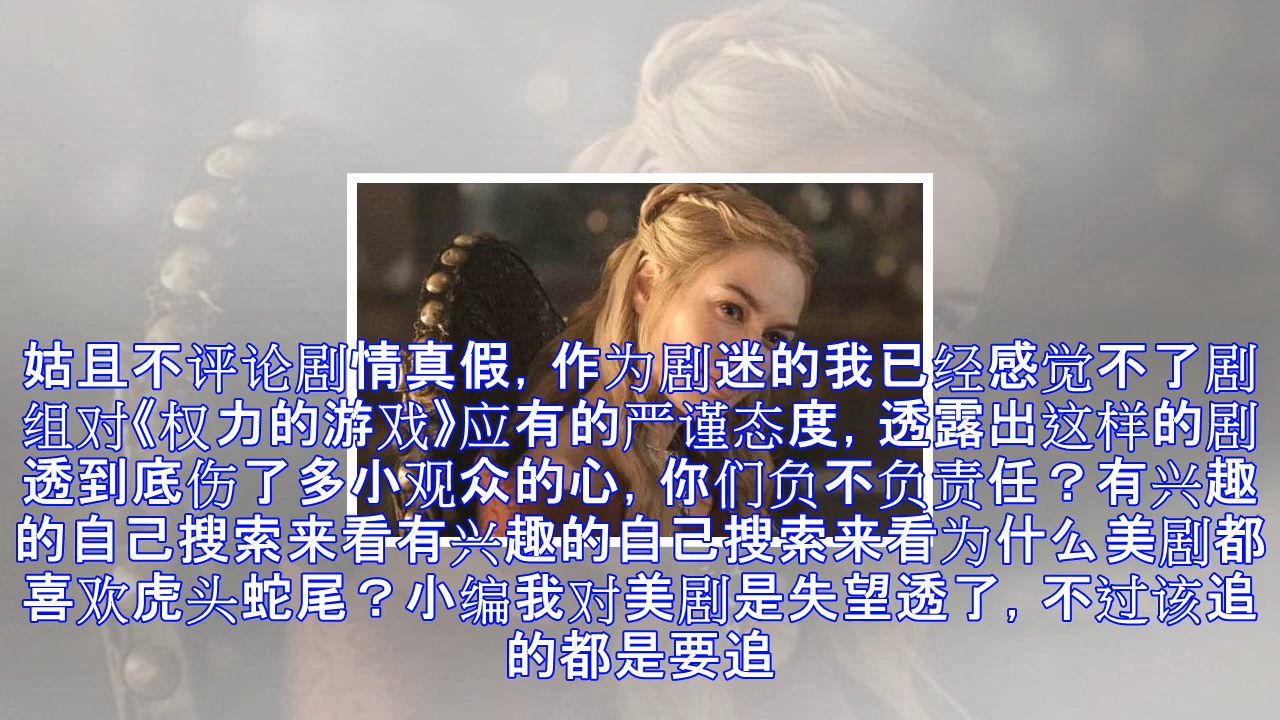 姑且不评论剧情真假，作为剧迷的我已经感觉不了剧
组对《权力的游戏》应有的严谨态度，透露出这样的剧
透到底伤了多小观众的心，你们负不负责任？有兴趣
的自己搜索来看有兴趣的自己搜索来看为什么美剧都
喜欢虎头蛇尾？小编我对美剧是失望透了，不过该追
的都是要追